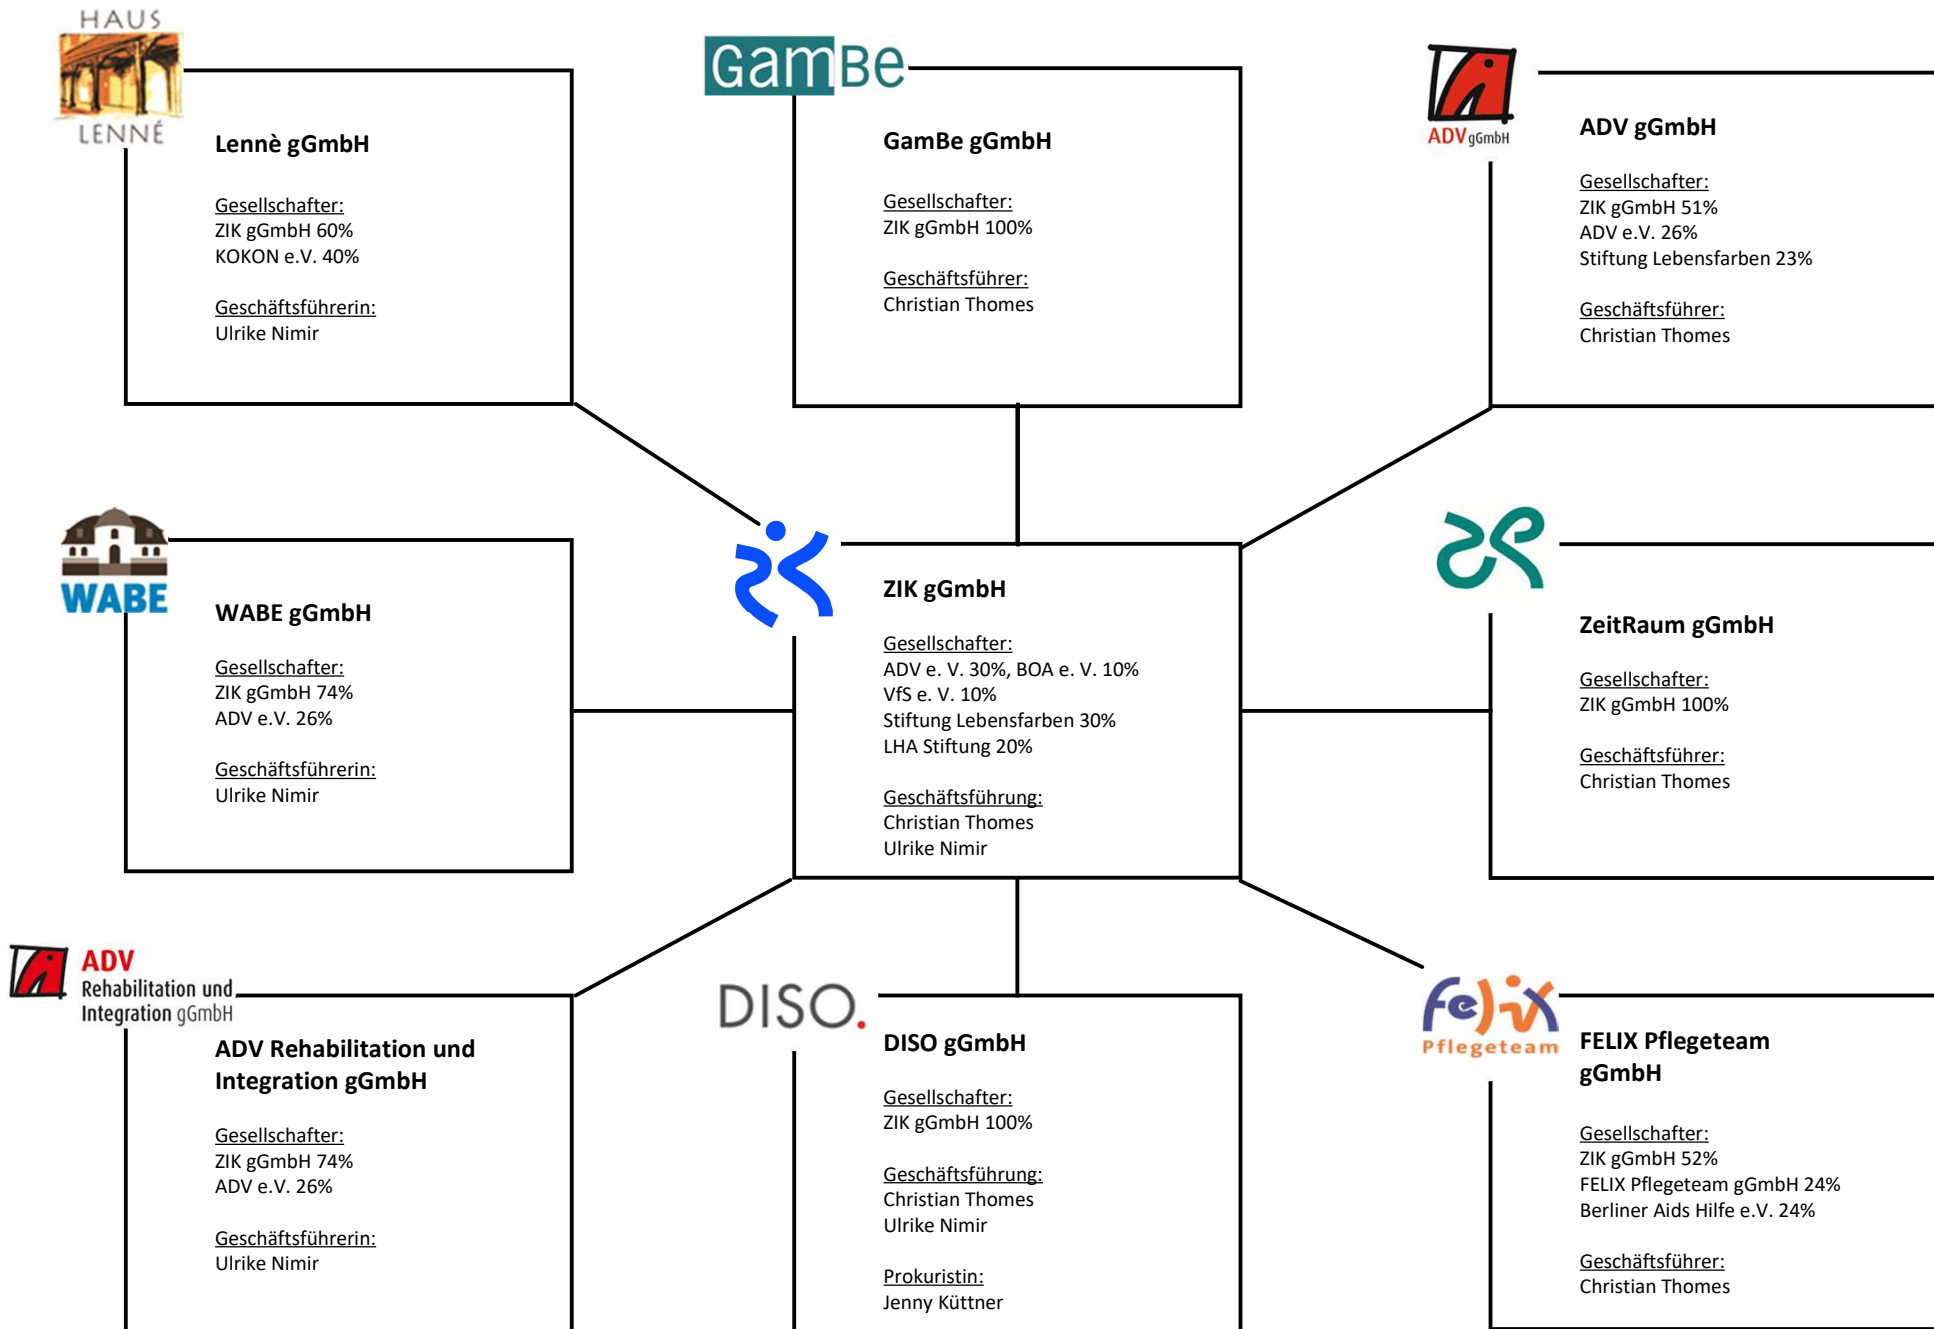 HAUS
LENNÉ
Lennè gGmbH
Gesellschafter:
ZIK gGmbH 60%
KOKON e.V. 40%
Geschäftsführerin:
Ulrike Nimir
GamBe
GamBe gGmbH
Gesellschafter:
ZIK gGmbH 100%
Geschäftsführer:
Christian Thomes
ADV gGmbH
ADV gGmbH
Gesellschafter:
ZIK gGmbH 51%
ADV e.V. 26%
Stiftung Lebensfarben 23%
Geschäftsführer:
Christian Thomes
WABE
WABE gGmbH
Gesellschafter:
ZIK gGmbH 74%
ADV e.V. 26%
Geschäftsführerin:
Ulrike Nimir
ZIK gGmbH
Gesellschafter:
ADV e. V. 30%, BOA e. V. 10%
VfS e. V. 10%
Stiftung Lebensfarben 30%
LHA Stiftung 20%
Geschäftsführung:
Christian Thomes
Ulrike Nimir
ZeitRaum gGmbH
Gesellschafter:
ZIK gGmbH 100%
Geschäftsführer:
Christian Thomes
ADV
Rehabilitation und
Integration gGmbH
ADV Rehabilitation und
Integration gGmbH
Gesellschafter:
ZIK gGmbH 74%
ADV e.V. 26%
Geschäftsführerin:
Ulrike Nimir
DISO.
DISO gGmbH
Gesellschafter:
ZIK gGmbH 100%
Geschäftsführung:
Christian Thomes
Ulrike Nimir
Prokuristin:
Jenny Küttner
Felix
Pflegeteam
FELIX Pflegeteam
gGmbH
Gesellschafter:
ZIK gGmbH 52%
FELIX Pflegeteam gGmbH 24%
Berliner Aids Hilfe e.V. 24%
Geschäftsführer:
Christian Thomes